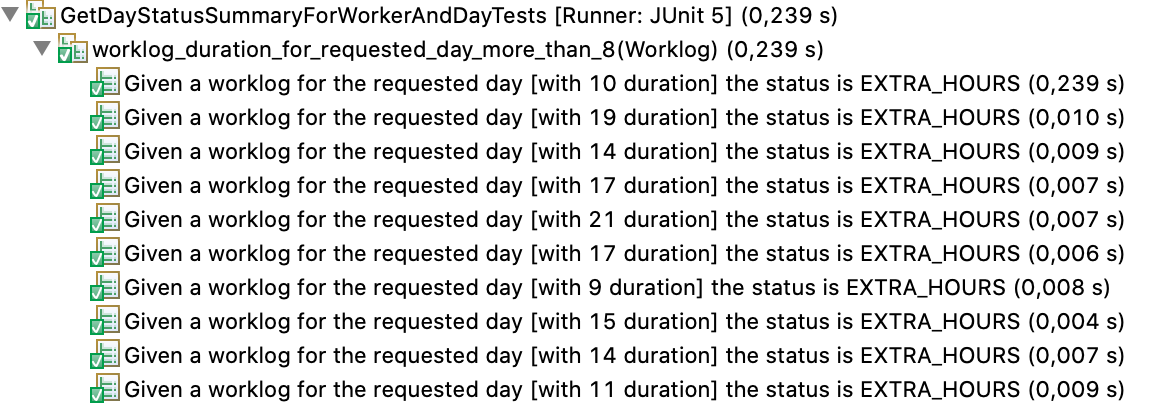 GetDayStatusSummaryForWorkerAndDayTests [Runner: JUnit 5] (0,239 s)
worklog_duration_for_requested_day_more_than_8(Worklog) (0,239 s)
Given a worklog for the requested day [with 10 duration] the status is EXTRA_HOURS (0,239 s)
Given a worklog for the requested day [with 19 duration] the status is EXTRA_HOURS (0,010 s)
Given a worklog for the requested day [with 14 duration] the status is EXTRA_HOURS (0,009 s)
Given a worklog for the requested day [with 17 duration] the status is EXTRA_HOURS (0,007 s)
Given a worklog for the requested day [with 21 duration] the status is EXTRA_HOURS (0,007 s)
Given a worklog for the requested day [with 17 duration] the status is EXTRA_HOURS (0,006 s)
Given a worklog for the requested day [with 9 duration] the status is EXTRA_HOURS (0,008 s)
Given a worklog for the requested day [with 15 duration] the status is EXTRA_HOURS (0,004 s)
Given a worklog for the requested day [with 14 duration] the status is EXTRA_HOURS (0,007 s)
Given a worklog for the requested day [with 11 duration] the status is EXTRA_HOURS (0,009 s)